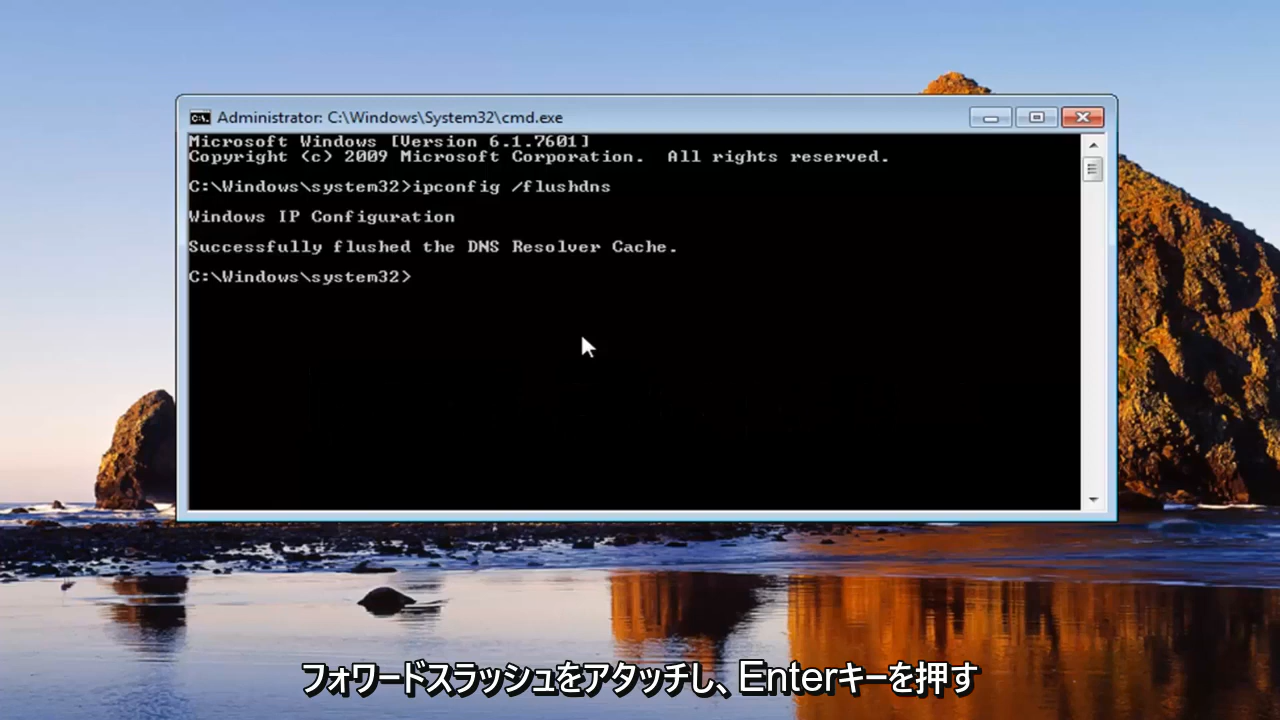 Administrator: C:\Windows\System32\cmd.exe
Microsoft Windows [Version 6.1.7601]
Copyright (c) 2009 Microsoft Corporation.  All rights reserved.
C:\Windows\system32>ipconfig /flushdns
Windows IP Configuration
Successfully flushed the DNS Resolver Cache.
C:\Windows\system32>
フォワードスラッシュをアタッチし、Enterキーを押す